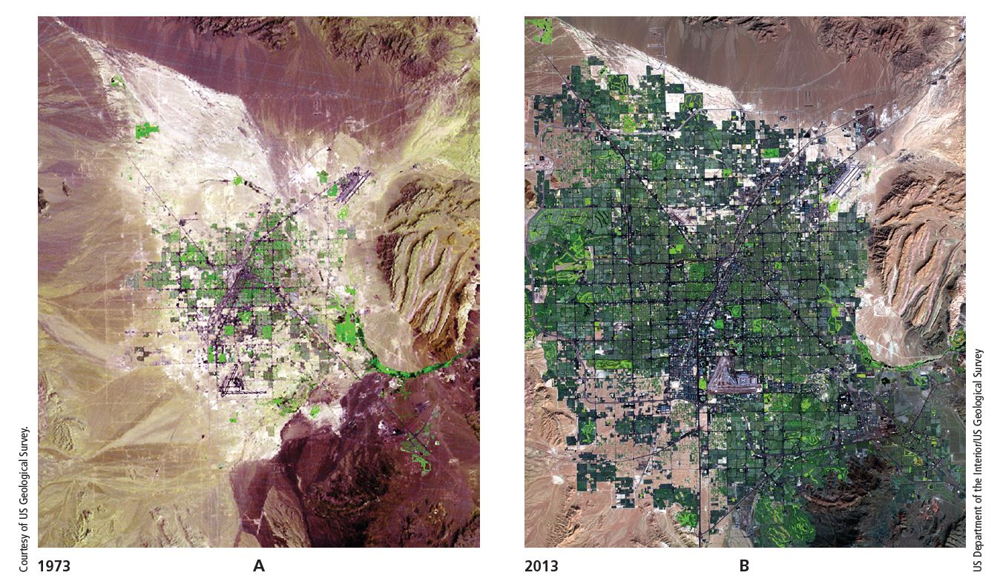 Courtesy of US Geological Survey.
1973
A
2013
B
US Department of the Interior/US Geological Survey